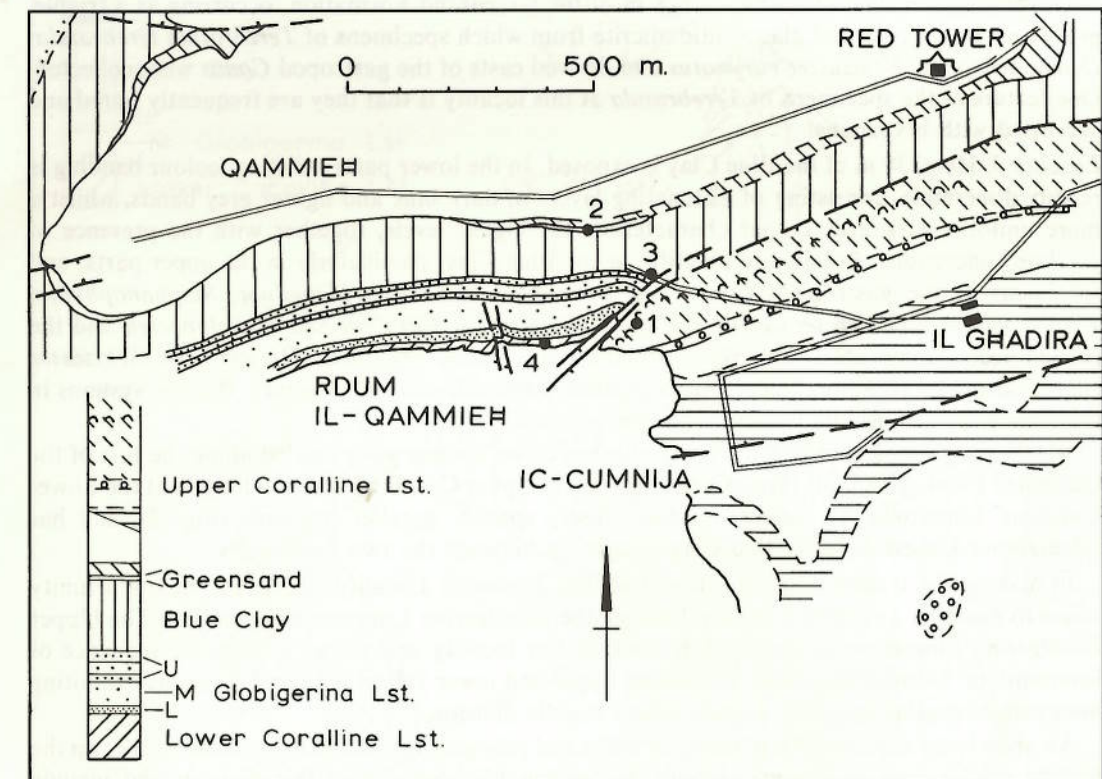 RED TOWER
0 500 m.
QAMMIEH
2
3
1
4
IL GHADIRA
RDUM
IL-QAMMIEH
IC-CUMNIJA
Upper Coralline Lst.
Greensand
Blue Clay
U
M Globigerina Lst.
L
Lower Coralline Lst.